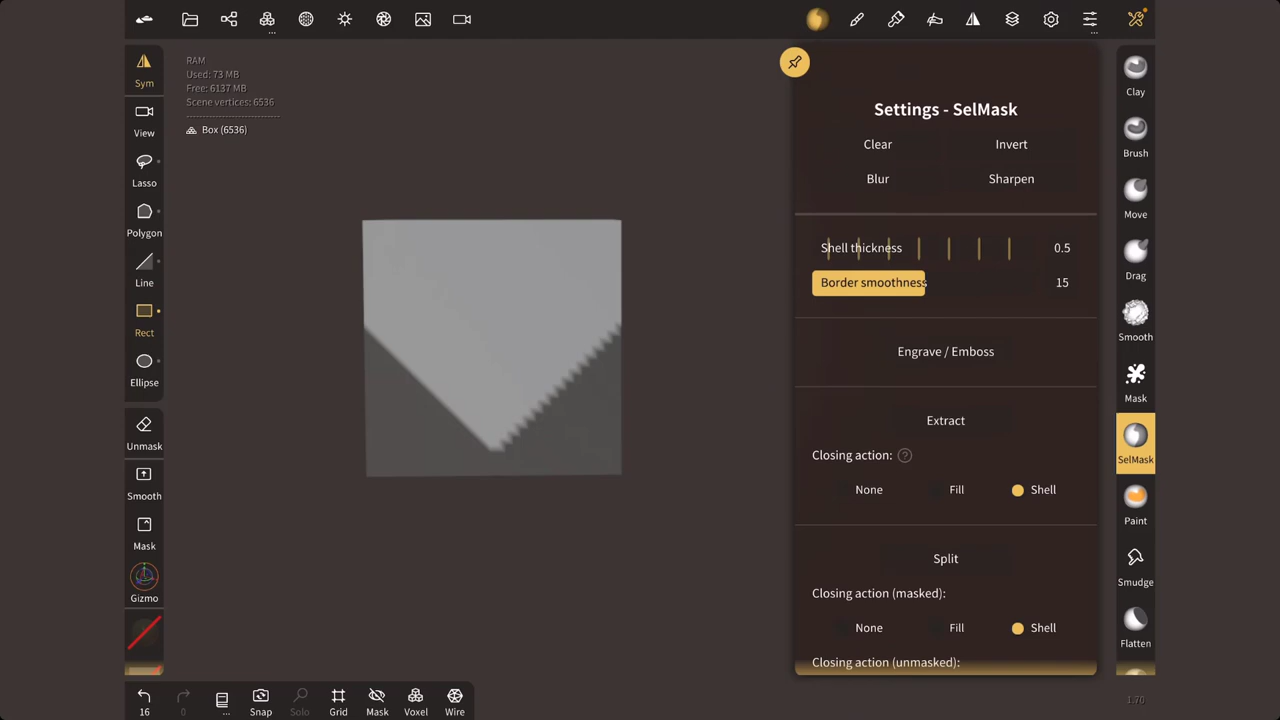 RAM
Used: 73 MB
Free: 6137 MB
Scene vertices: 6536
Box (6536)
Sym
View
Lasso
Polygon
Line
Rect
Ellipse
Unmask
Smooth
Mask
Gizmo
Settings - SelMask
Clear Invert
Blur Sharpen
Shell thickness 0.5
Border smoothness 15
Engrave / Emboss
Extract
Closing action: ?
None Fill Shell
Split
Closing action (masked):
None Fill Shell
Closing action (unmasked):
Clay
Brush
Move
Drag
Smooth
Mask
SelMask
Paint
Smudge
Flatten
16 0 ... Snap Solo Grid Mask Voxel Wire
1.70